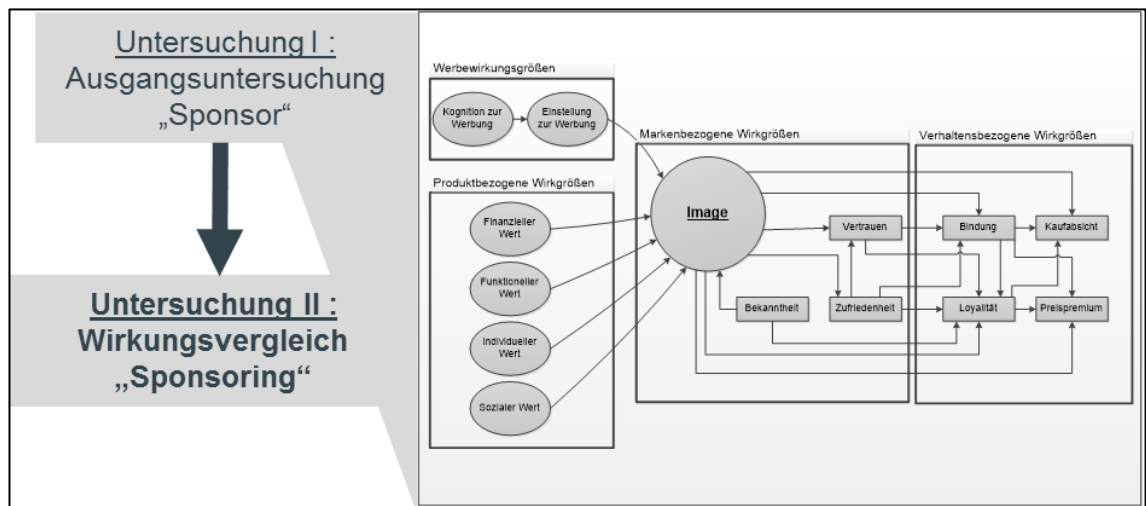 Untersuchung I :
Ausgangsuntersuchung
„Sponsor“
Untersuchung II :
Wirkungsvergleich
„Sponsoring“
Werbewirkungsgrößen
Kognition zur
Werbung
Einstellung
zur Werbung
Produktbezogene Wirkgrößen
Finanzieller
Wert
Funktioneller
Wert
Individueller
Wert
Sozialer Wert
Markenbezogene Wirkgrößen
Image
Vertrauen
Bekanntheit
Zufriedenheit
Verhaltensbezogene Wirkgrößen
Bindung
Kaufabsicht
Loyalität
Preispremium